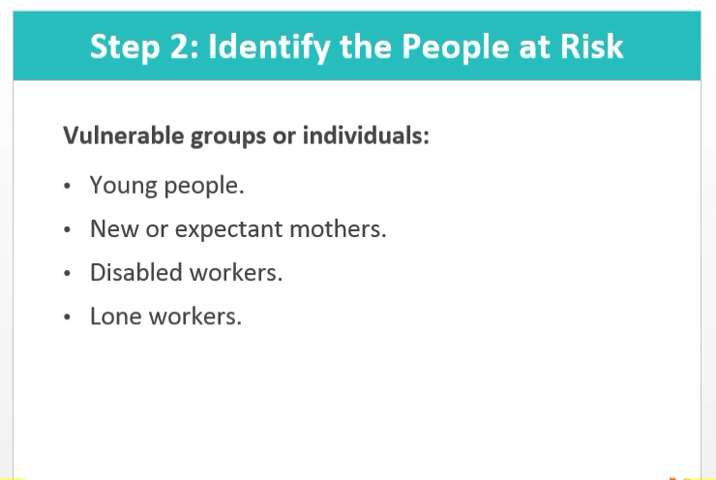 Step 2: Identify the People at Risk
Vulnerable groups or individuals:
• Young people.
• New or expectant mothers.
• Disabled workers.
• Lone workers.